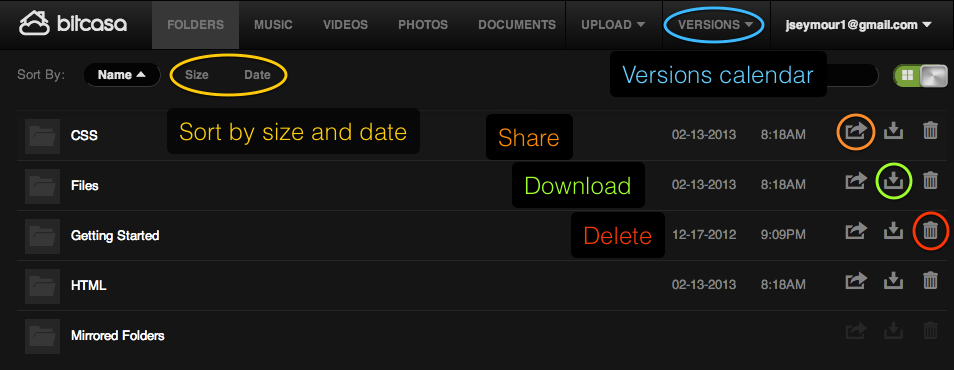 bitcasa FOLDERS MUSIC VIDEOS PHOTOS DOCUMENTS UPLOAD VERSIONS jseymour1@gmail.com
Sort By: Name Size Date Versions calendar
Sort by size and date
CSS Share 02-13-2013 8:18AM
Files Download 02-13-2013 8:18AM
Getting Started Delete 12-17-2012 9:09PM
HTML 02-13-2013 8:18AM
Mirrored Folders